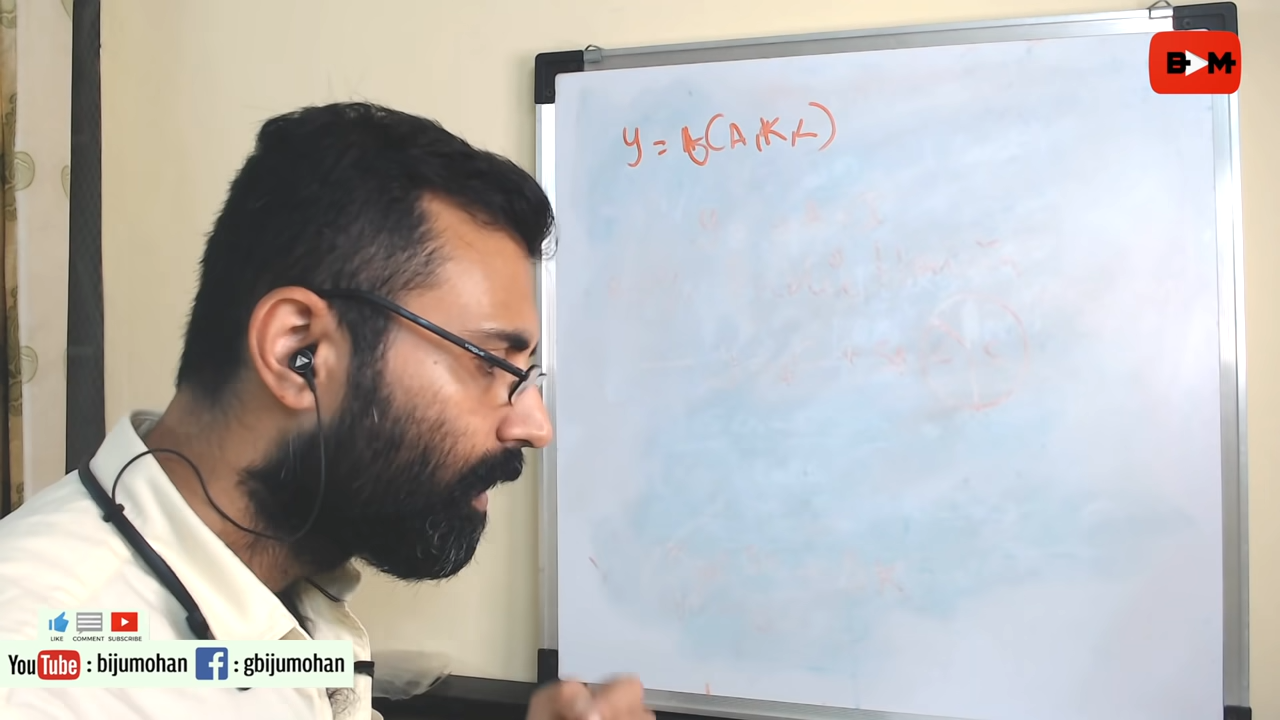 B M
y = f(A, K, L)
LIKE COMMENT SUBSCRIBE
YouTube : bijumohan f : gbijumohan